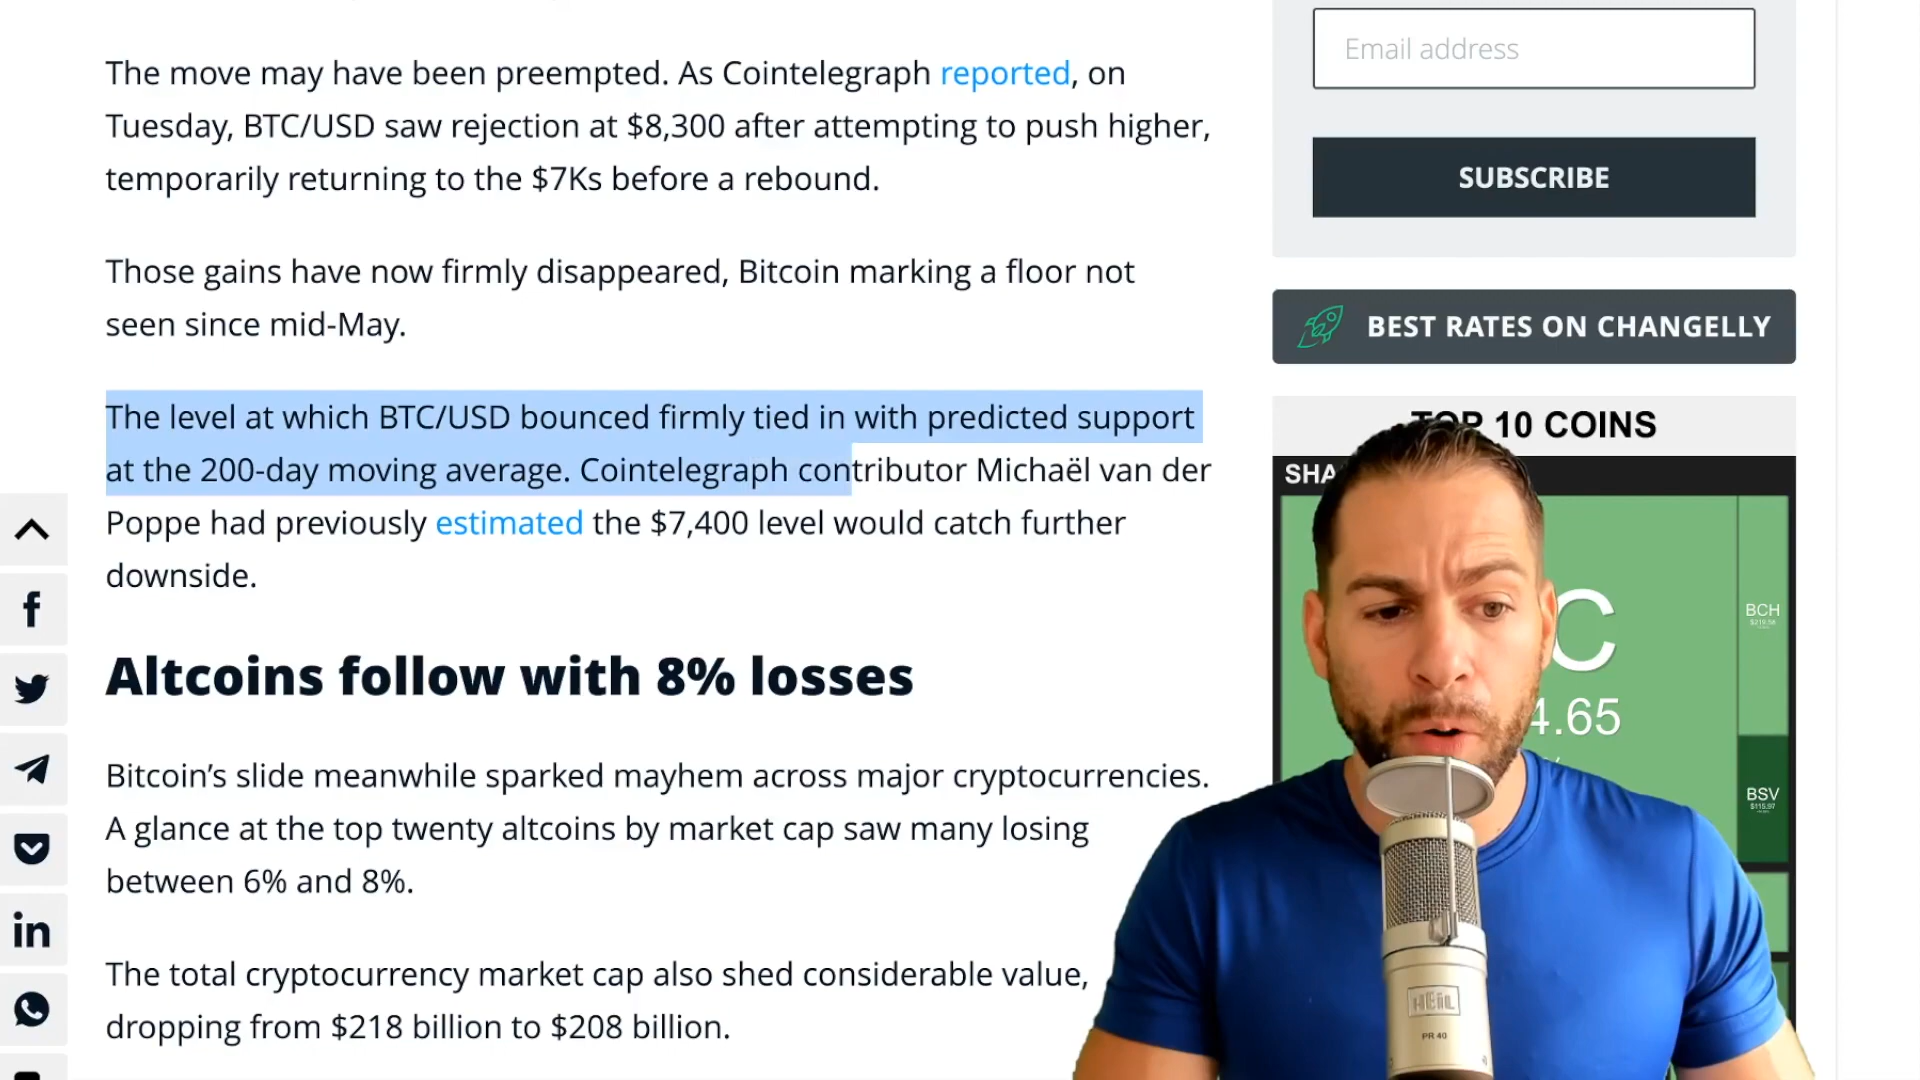 The move may have been preempted. As Cointelegraph reported, on
Tuesday, BTC/USD saw rejection at $8,300 after attempting to push higher,
temporarily returning to the $7Ks before a rebound.
Those gains have now firmly disappeared, Bitcoin marking a floor not
seen since mid-May.
The level at which BTC/USD bounced firmly tied in with predicted support
at the 200-day moving average. Cointelegraph contributor Michaël van der
Poppe had previously estimated the $7,400 level would catch further
downside.
Altcoins follow with 8% losses
Bitcoin’s slide meanwhile sparked mayhem across major cryptocurrencies.
A glance at the top twenty altcoins by market cap saw many losing
between 6% and 8%.
The total cryptocurrency market cap also shed considerable value,
dropping from $218 billion to $208 billion.
f
in
Email address
SUBSCRIBE
BEST RATES ON CHANGELLY
TOP 10 COINS
SHA
C
4.65
BCH
BSV
$115.97
HEIL
PR 40